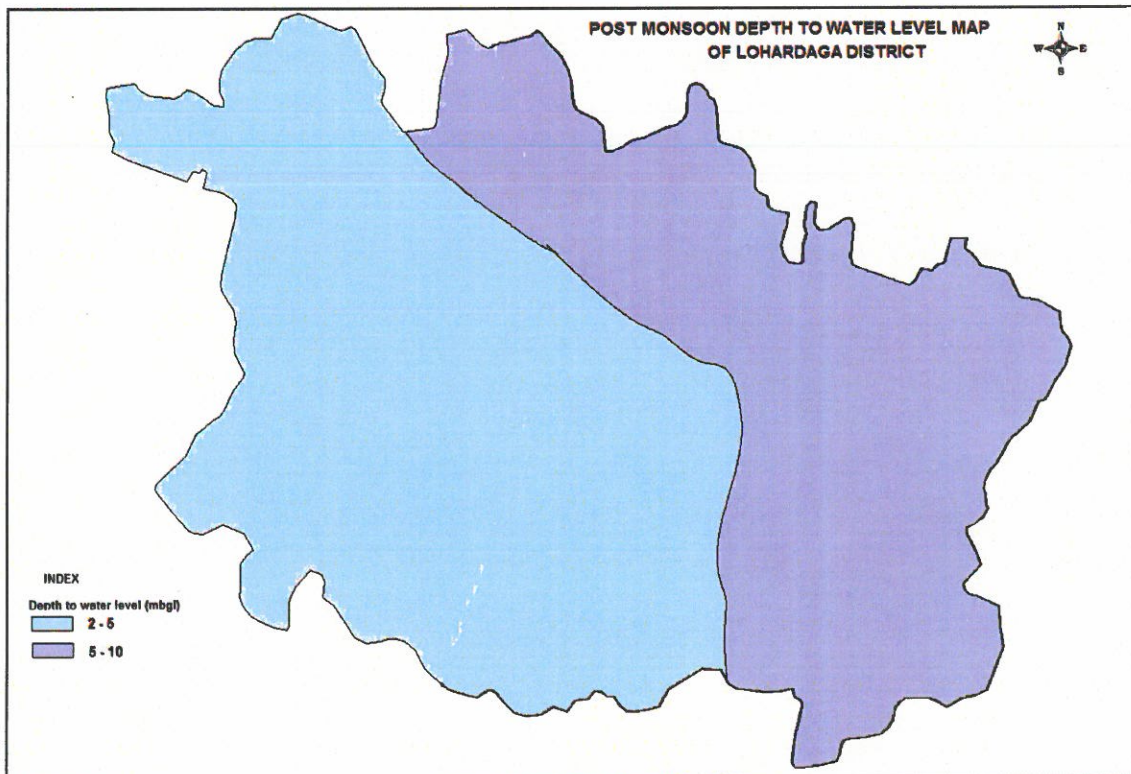 POST MONSOON DEPTH TO WATER LEVEL MAP
OF LOHARDAGA DISTRICT
N
W E
S
INDEX
Depth to water level (mbgl)
2 - 5
5 - 10